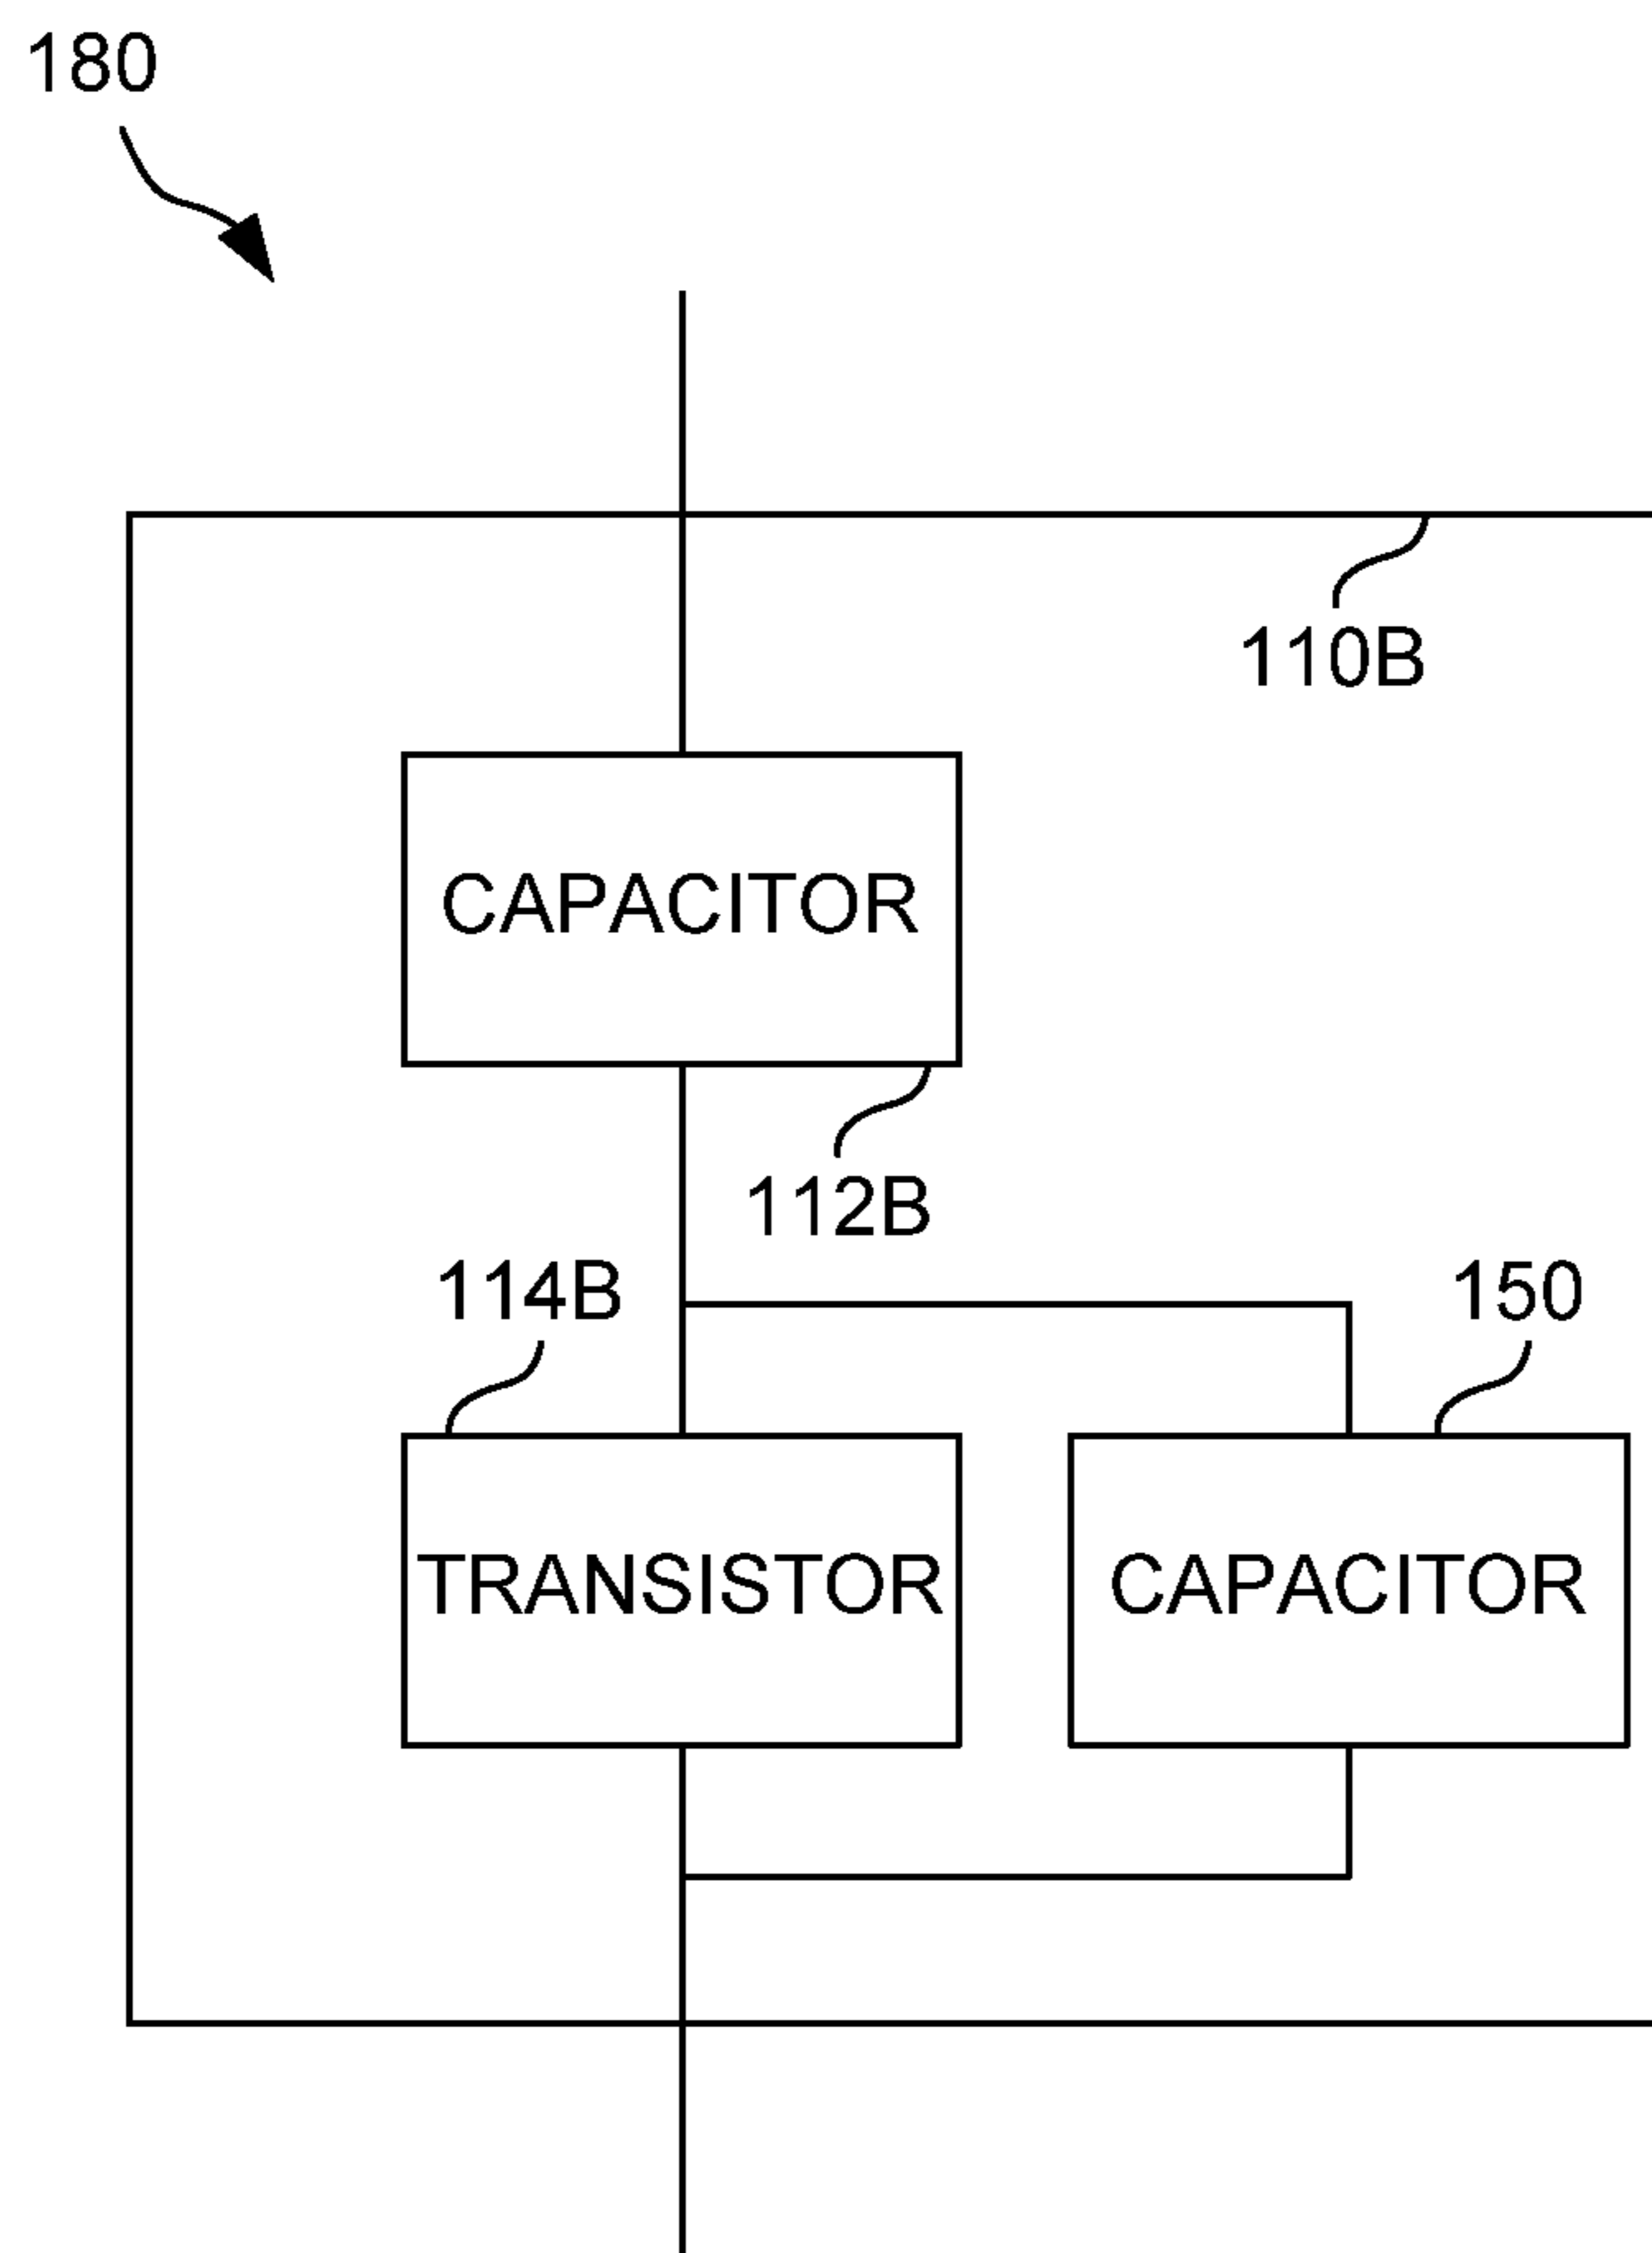 180
110B
CAPACITOR
112B
114B
150
TRANSISTOR
CAPACITOR